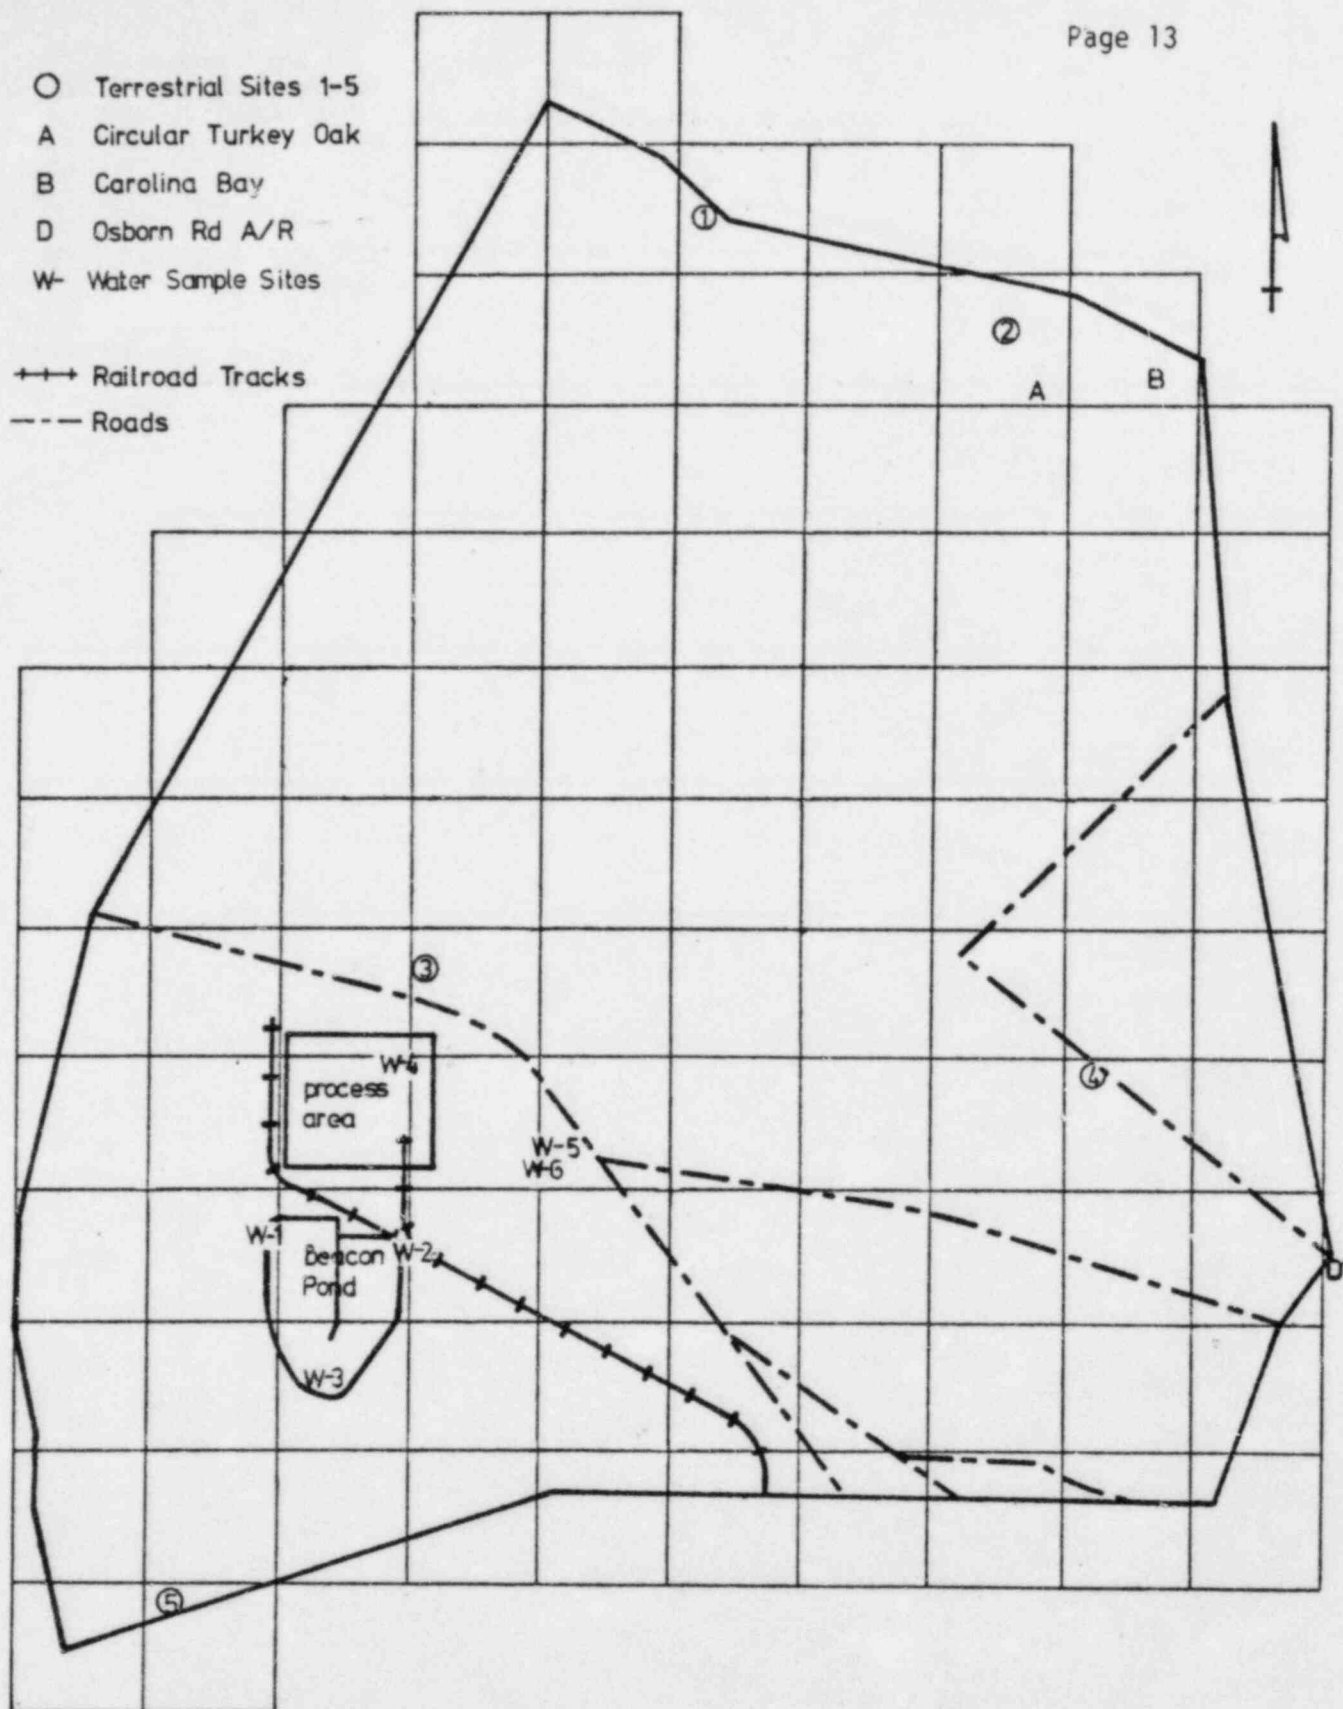 Page 13
Terrestrial Sites 1-5
A Circular Turkey Oak
B Carolina Bay
D Osborn Rd A/R
W- Water Sample Sites
Railroad Tracks
Roads
1
2
A
B
3
W-4
process
area
4
W-5
W-6
W-1
Beacon
Pond
W-2
D
W-3
5